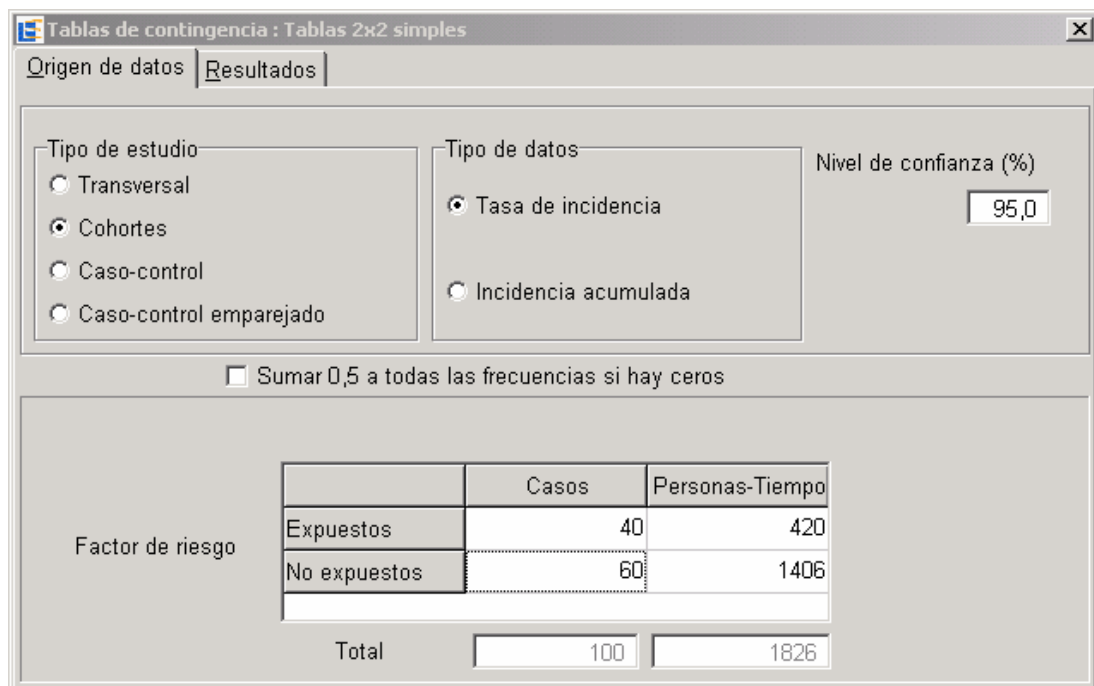 Tablas de contingencia : Tablas 2x2 simples
Origen de datos
Resultados
Tipo de estudio
Transversal
Cohortes
Caso-control
Caso-control emparejado
Tipo de datos
Tasa de incidencia
Incidencia acumulada
Nivel de confianza (%)
95,0
Sumar 0,5 a todas las frecuencias si hay ceros
Factor de riesgo
Casos Personas-Tiempo
Expuestos 40 420
No expuestos 60 1406
Total 100 1826